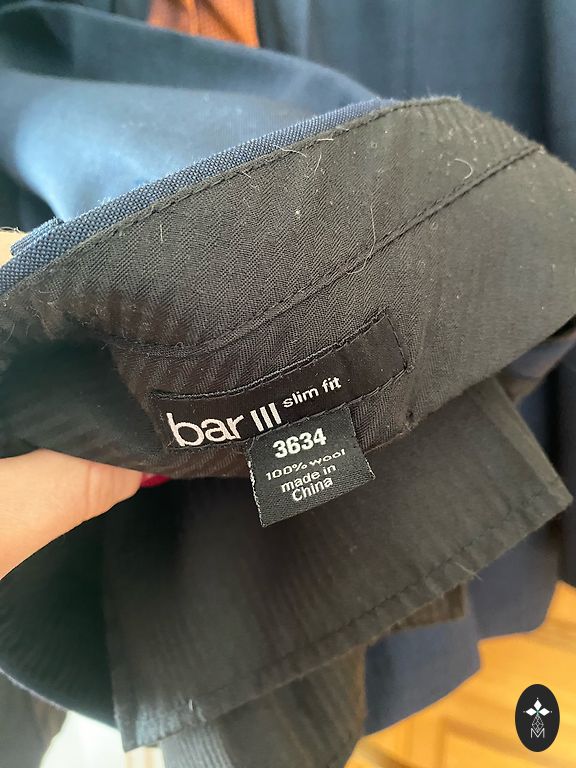 bar III slim fit
3634
100% wool
made in
China